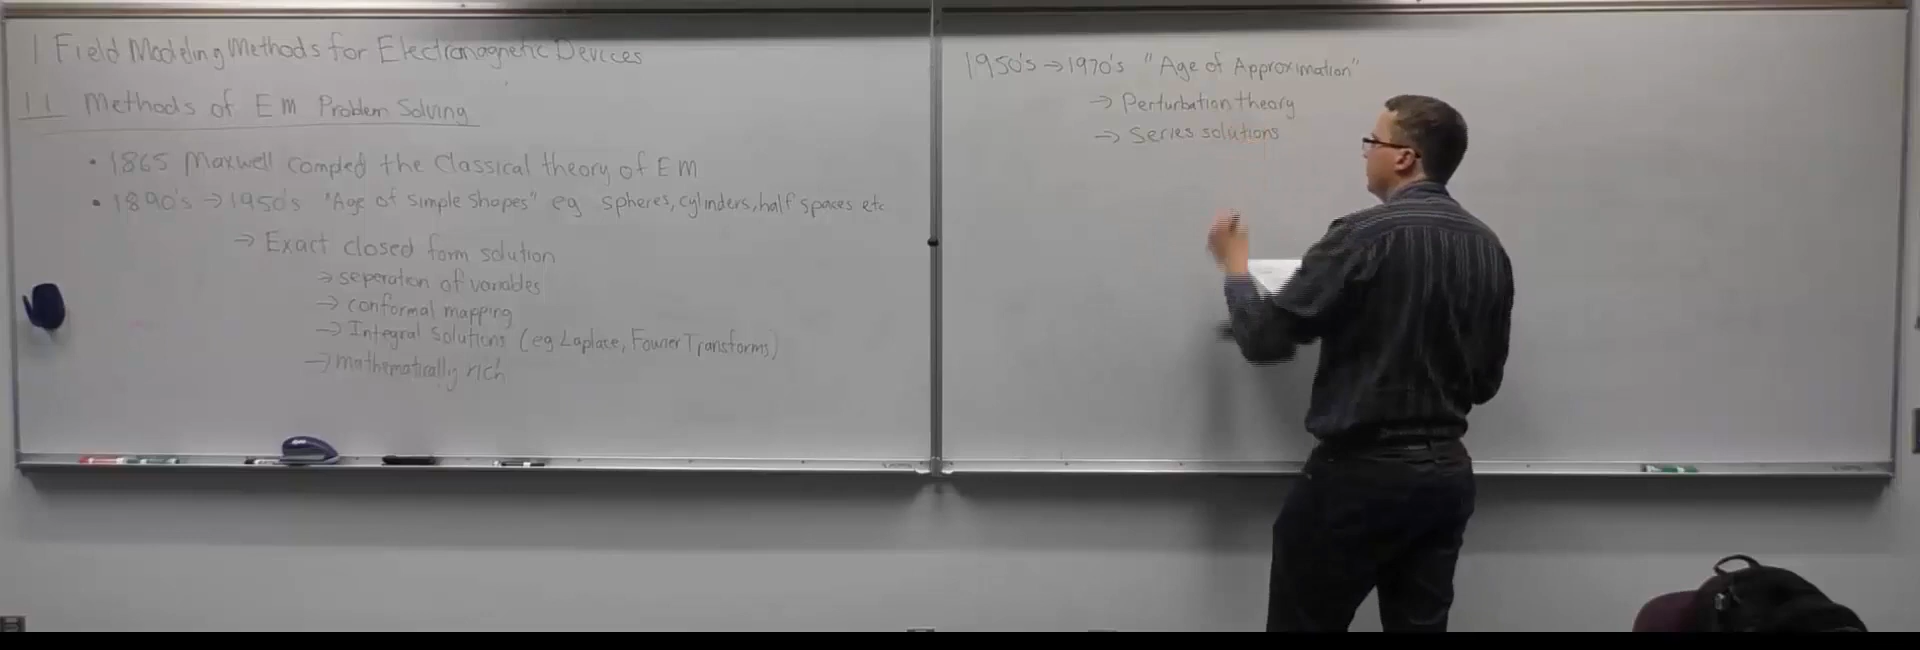 1 Field Modeling Methods for Electromagnetic Devices
1.1 Methods of EM Problem Solving
• 1865 Maxwell compted the Classical theory of EM
• 1890's → 1950's "Age of simple shapes" eg spheres, cylinders, half spaces etc
→ Exact closed form solution
→ seperation of variables
→ conformal mapping
→ Integral solutions (eg Laplace, Fourier Transforms)
→ mathematically rich
1950's → 1970's "Age of Approximation"
→ Perturbation theory
→ Series solutions